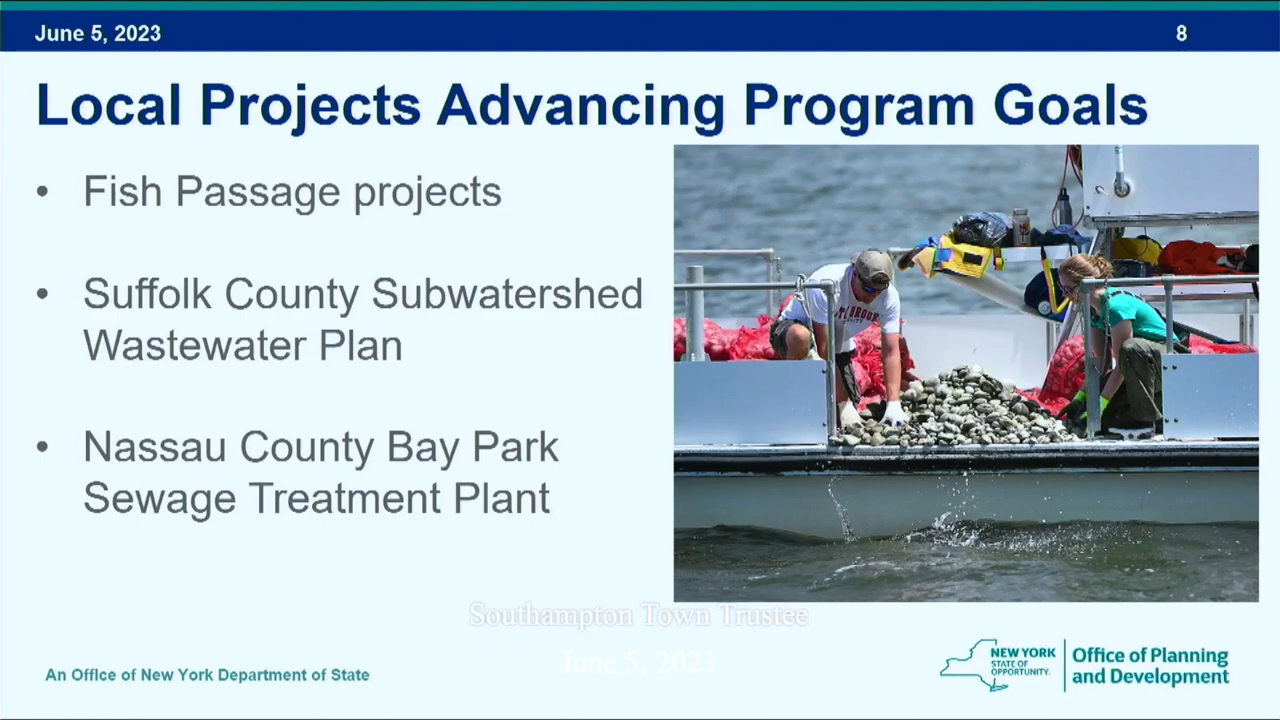 June 5, 2023
8
Local Projects Advancing Program Goals
• Fish Passage projects
• Suffolk County Subwatershed
Wastewater Plan
• Nassau County Bay Park
Sewage Treatment Plant
Southampton Town Trustee
June 5, 2023
An Office of New York Department of State
NEW YORK
STATE OF
OPPORTUNITY.
Office of Planning
and Development